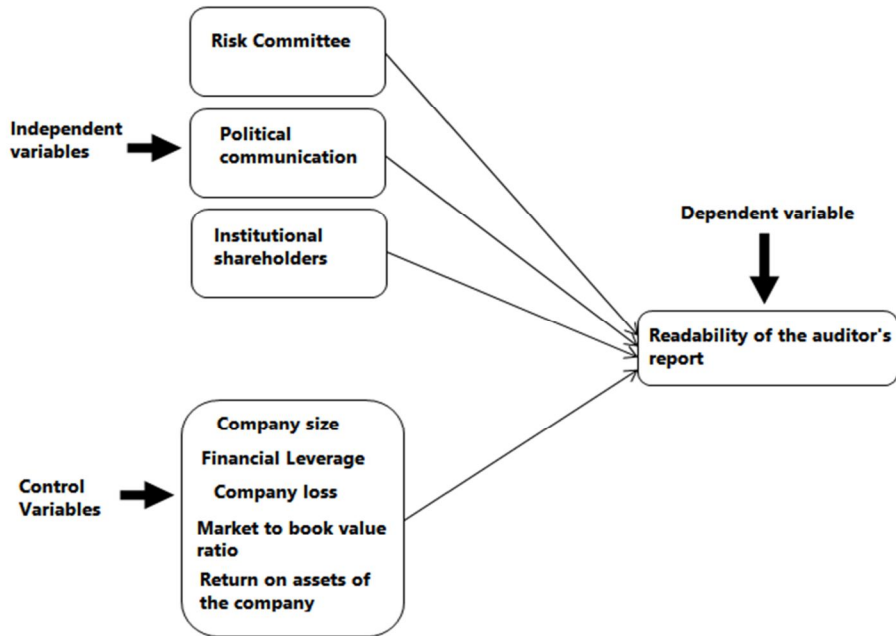 Risk Committee
Independent
variables
Political
communication
Institutional
shareholders
Dependent variable
Readability of the auditor's
report
Control
Variables
Company size
Financial Leverage
Company loss
Market to book value
ratio
Return on assets of
the company